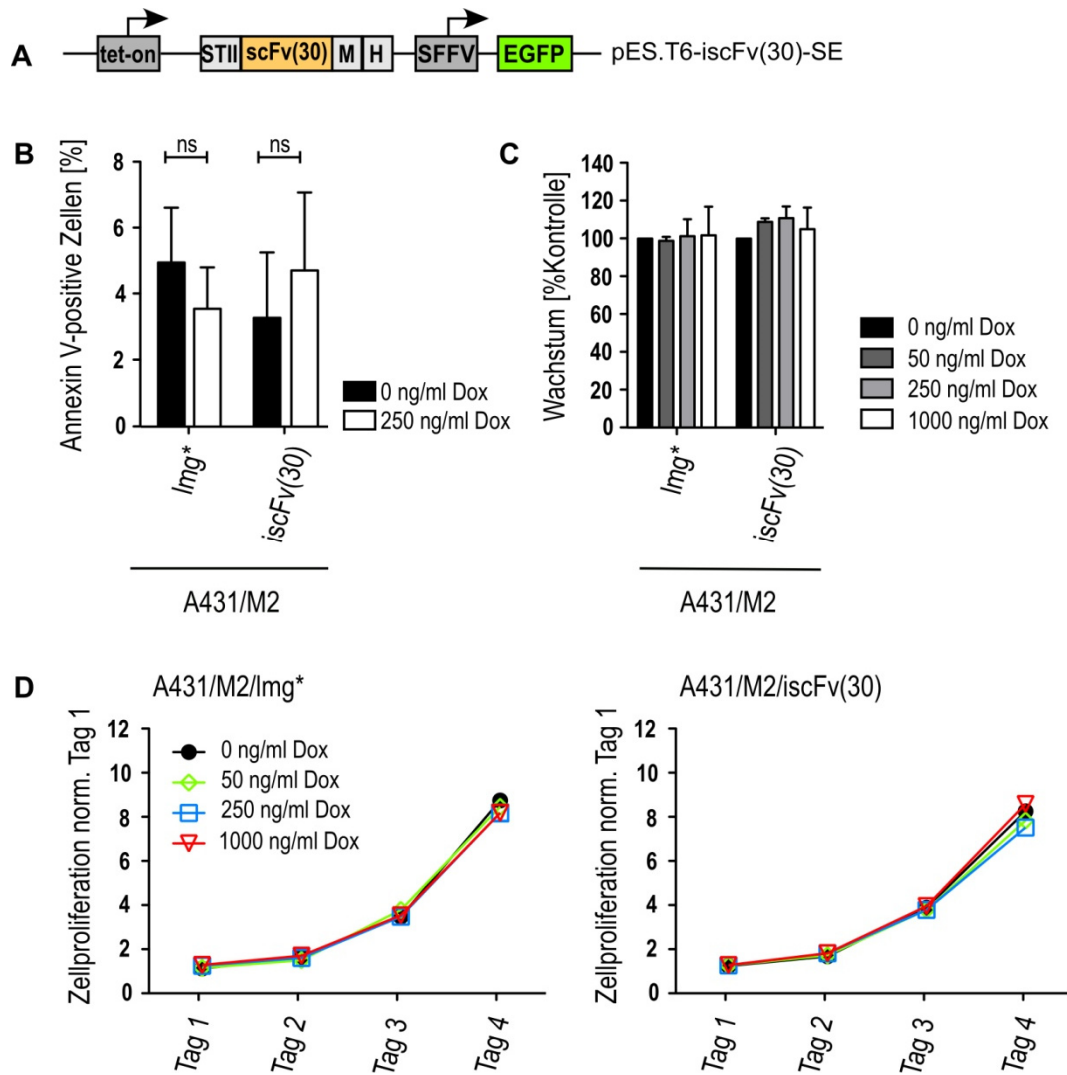 A
tet-on STII scFv(30) M H SFFV EGFP pES.T6-iscFv(30)-SE
B
Annexin V-positive Zellen [%]
8
6
4
2
0
ns ns
Img*
iscFv(30)
A431/M2
0 ng/ml Dox
250 ng/ml Dox
C
Wachstum [%Kontrolle]
140
120
100
80
60
40
20
0
Img*
iscFv(30)
A431/M2
0 ng/ml Dox
50 ng/ml Dox
250 ng/ml Dox
1000 ng/ml Dox
D
A431/M2/Img*
Zellproliferation norm. Tag 1
12
10
8
6
4
2
0
0 ng/ml Dox
50 ng/ml Dox
250 ng/ml Dox
1000 ng/ml Dox
Tag 1
Tag 2
Tag 3
Tag 4
A431/M2/iscFv(30)
Zellproliferation norm. Tag 1
12
10
8
6
4
2
0
Tag 1
Tag 2
Tag 3
Tag 4